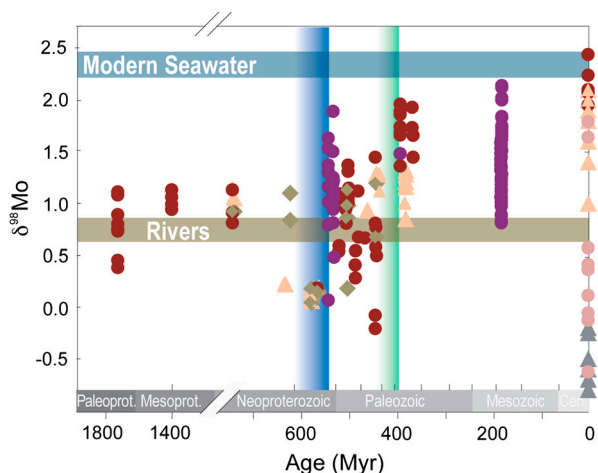 2.5
Modern Seawater
2.0
1.5
1.0
Rivers
0.5
0.0
-0.5
δ98Mo
Paleoprot. Mesoprot. Neoproterozoic Paleozoic Mesozoic Cen.
1800 1400 600 400 200 0
Age (Myr)